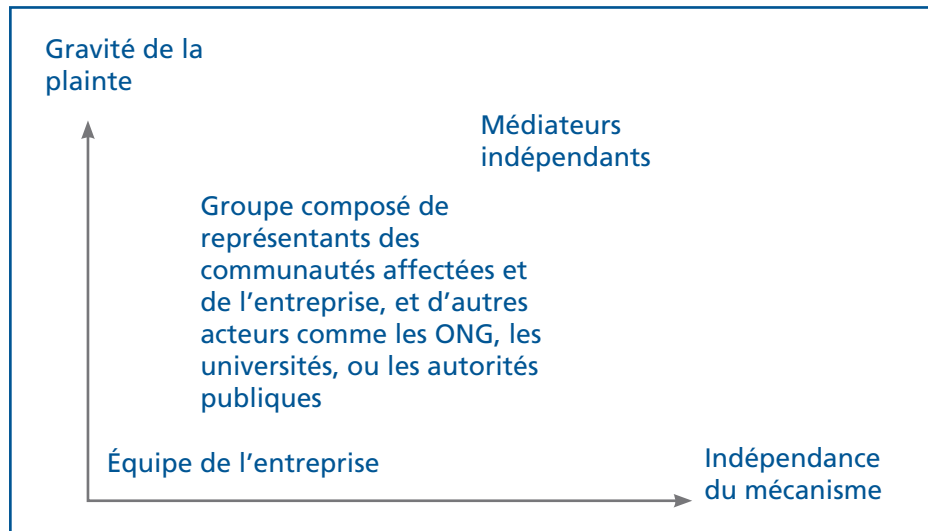 Gravité de la
plainte
Médiateurs
indépendants
Groupe composé de
représentants des
communautés affectées et
de l'entreprise, et d'autres
acteurs comme les ONG, les
universités, ou les autorités
publiques
Équipe de l'entreprise
Indépendance
du mécanisme